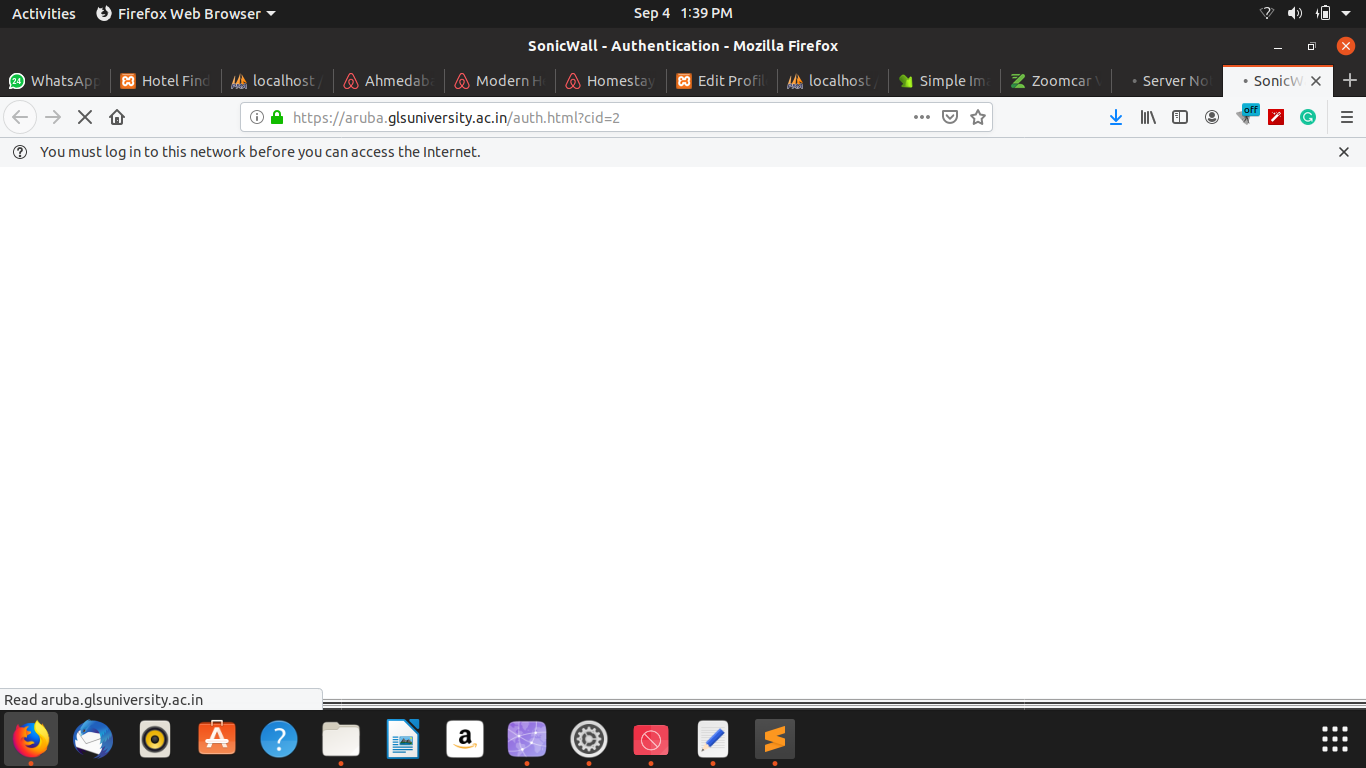 Activities Firefox Web Browser Sep 4 1:39 PM
SonicWall - Authentication - Mozilla Firefox
24 WhatsApp Hotel Find localhost / Ahmedab Modern H Homestay Edit Profil localhost / Simple Im Zoomcar Server No SonicW
https://aruba.glsuniversity.ac.in/auth.html?cid=2 off
You must log in to this network before you can access the Internet.
Read aruba.glsuniversity.ac.in